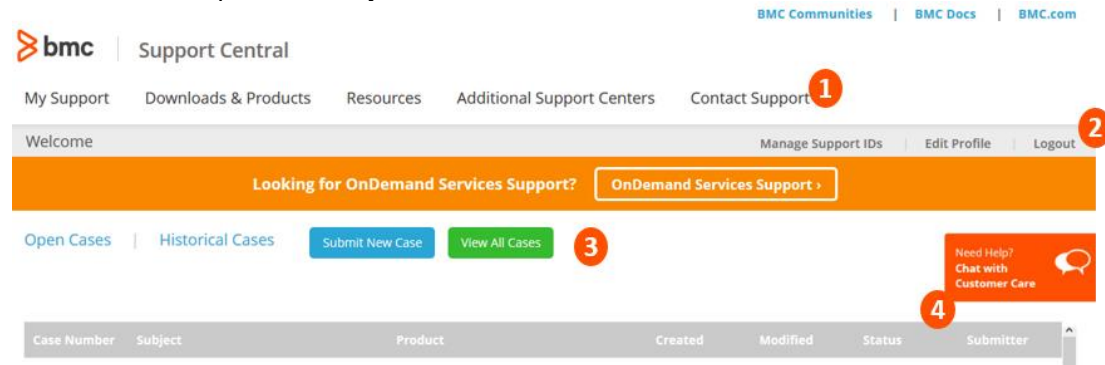 BMC Communities | BMC Docs | BMC.com
bmc | Support Central
My Support Downloads & Products Resources Additional Support Centers Contact Support 1
Welcome Manage Support IDs | Edit Profile | Logout 2
Looking for OnDemand Services Support? OnDemand Services Support ›
Open Cases | Historical Cases Submit New Case View All Cases 3
Need Help?
Chat with
Customer Care
4
Case Number Subject Product Created Modified Status Submitter